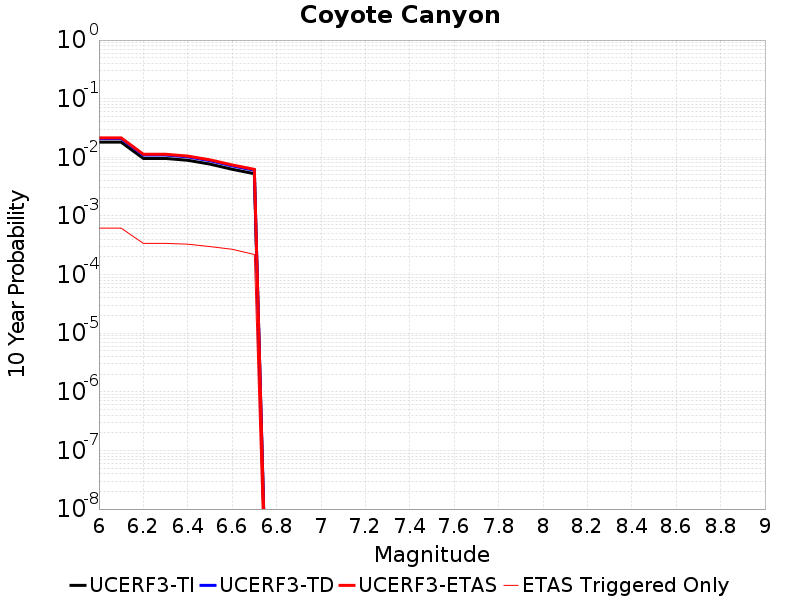 Coyote Canyon
10^0
10^-1
10^-2
10^-3
10^-4
10^-5
10^-6
10^-7
10^-8
10 Year Probability
6 6.2 6.4 6.6 6.8 7 7.2 7.4 7.6 7.8 8 8.2 8.4 8.6 8.8 9
Magnitude
UCERF3-TI UCERF3-TD UCERF3-ETAS ETAS Triggered Only